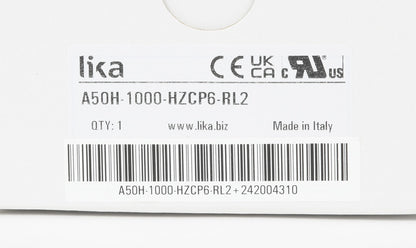 lika CE UK CA c RU US
A50H-1000-HZCP6-RL2
QTY: 1 www.lika.biz Made in Italy
A50H-1000-HZCP6-RL2+242004310